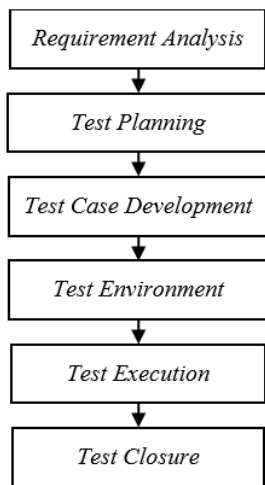 Requirement Analysis
Test Planning
Test Case Development
Test Environment
Test Execution
Test Closure